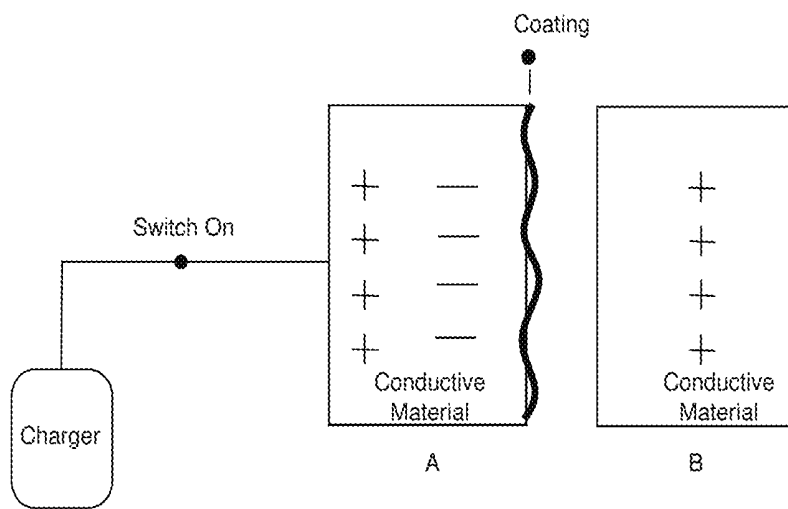 Coating
Switch On
Charger
Conductive
Material
Conductive
Material
A
B